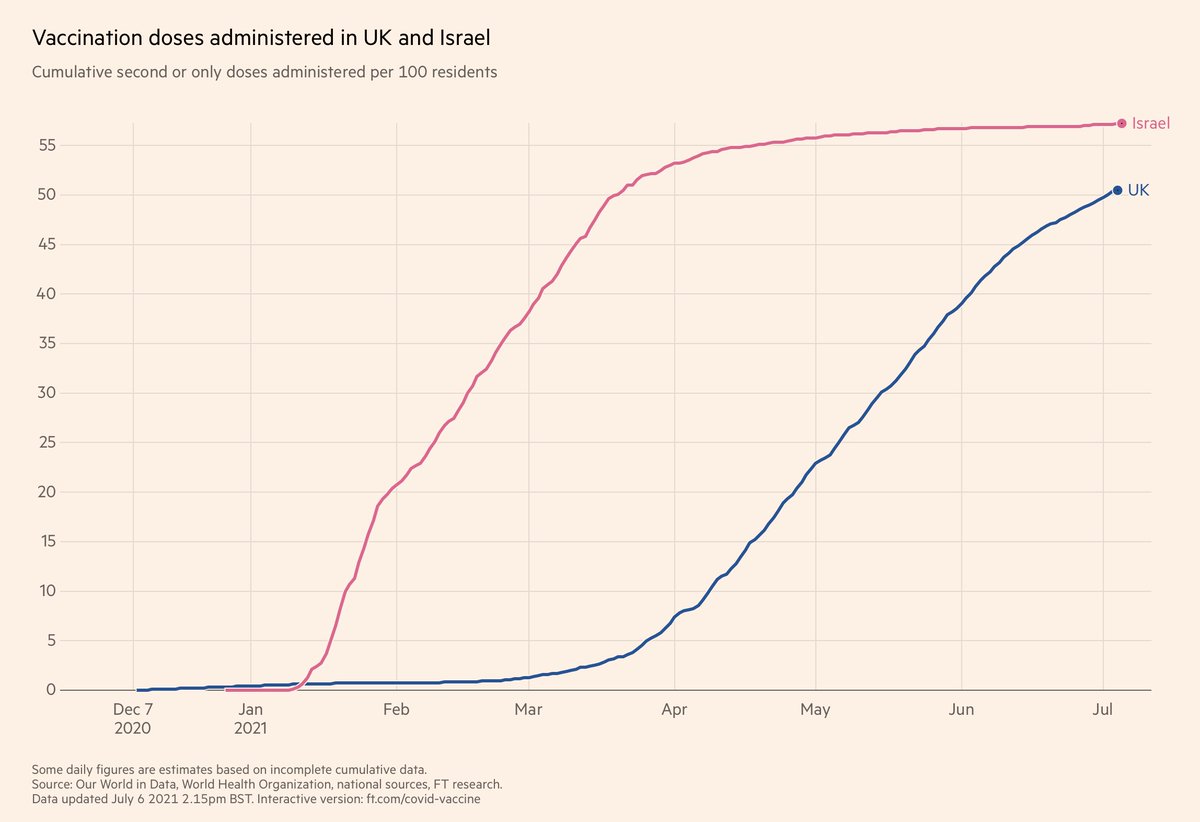 Vaccination doses administered in UK and Israel
Cumulative second or only doses administered per 100 residents
Israel
UK
55
50
45
40
35
30
25
20
15
10
5
0
Dec 7 Jan Feb Mar Apr May Jun Jul
2020 2021
Some daily figures are estimates based on incomplete cumulative data.
Source: Our World in Data, World Health Organization, national sources, FT research.
Data updated July 6 2021 2.15pm BST. Interactive version: ft.com/covid-vaccine